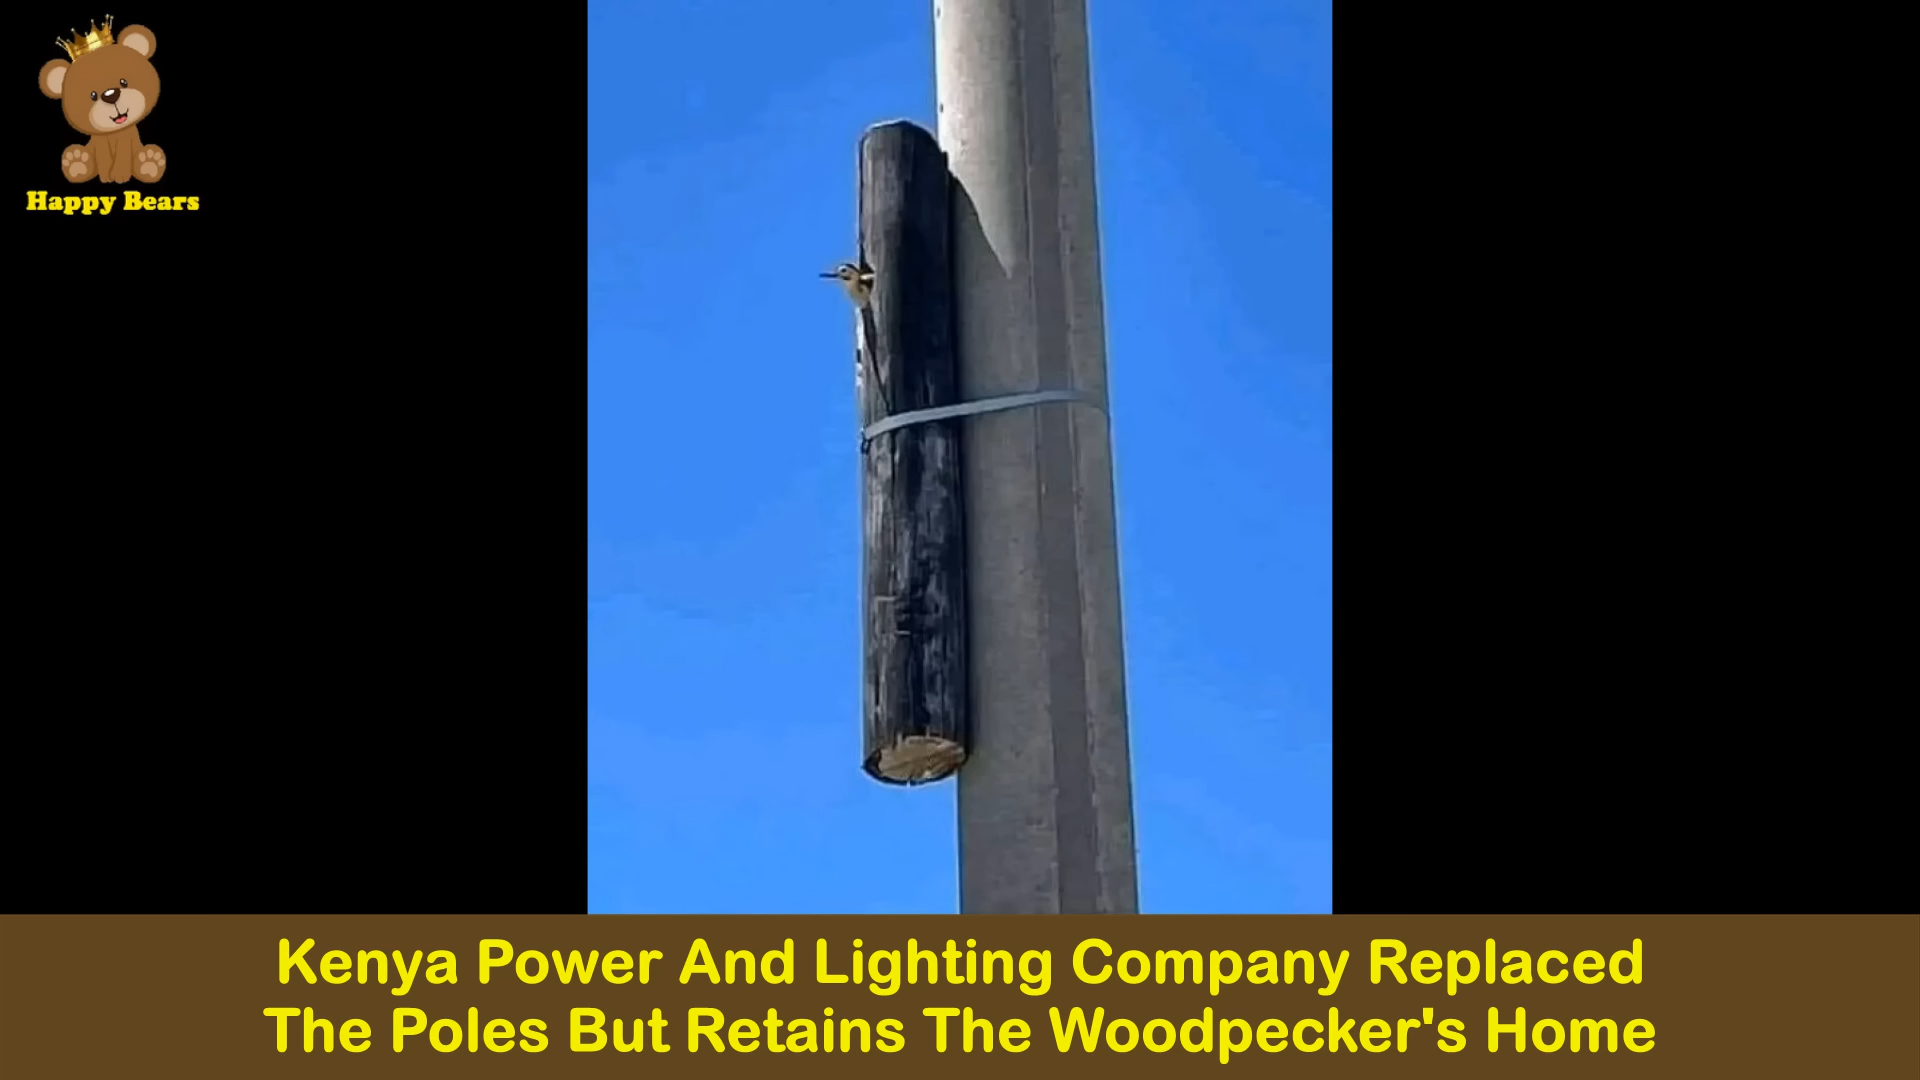 Happy Bears
Kenya Power And Lighting Company Replaced
The Poles But Retains The Woodpecker's Home